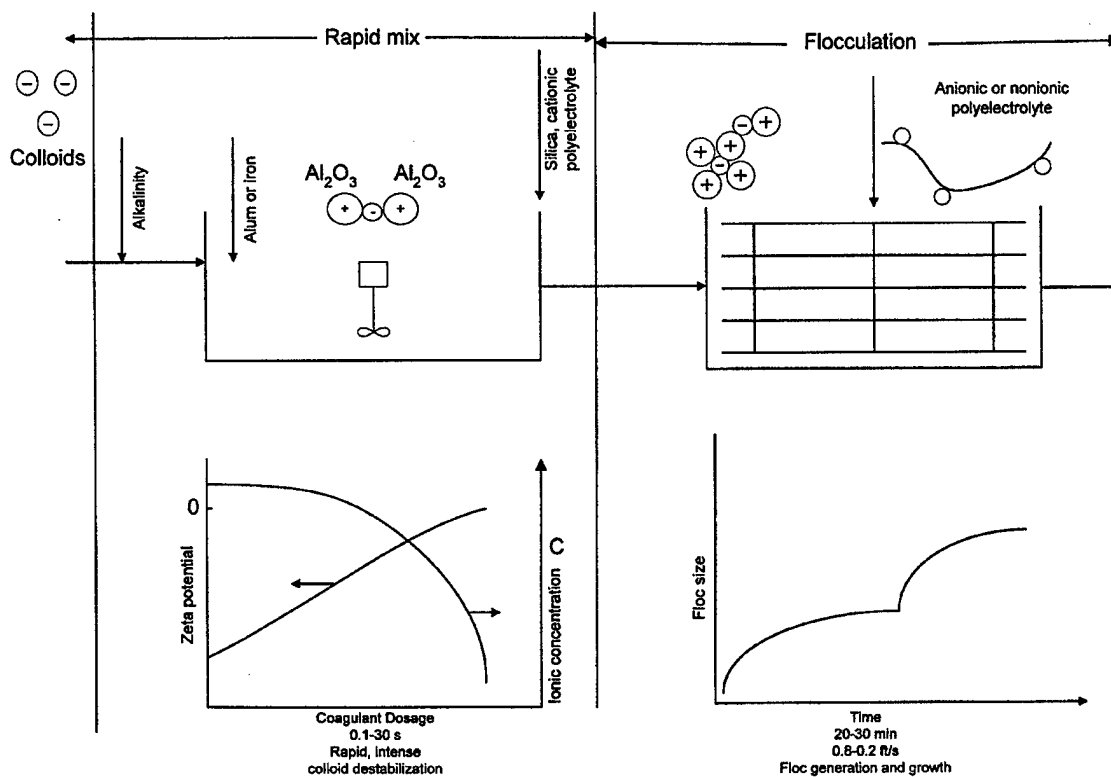 Rapid mix
Flocculation
Colloids
Alkalinity
Alum or iron
Al2O3 Al2O3
Silica, cationic
polyelectrolyte
Anionic or nonionic
polyelectrolyte
0
Zeta potential
C
Ionic concentration
Coagulant Dosage
0.1-30 s
Rapid, intense
colloid destabilization
Floc size
Time
20-30 min
0.8-0.2 ft/s
Floc generation and growth